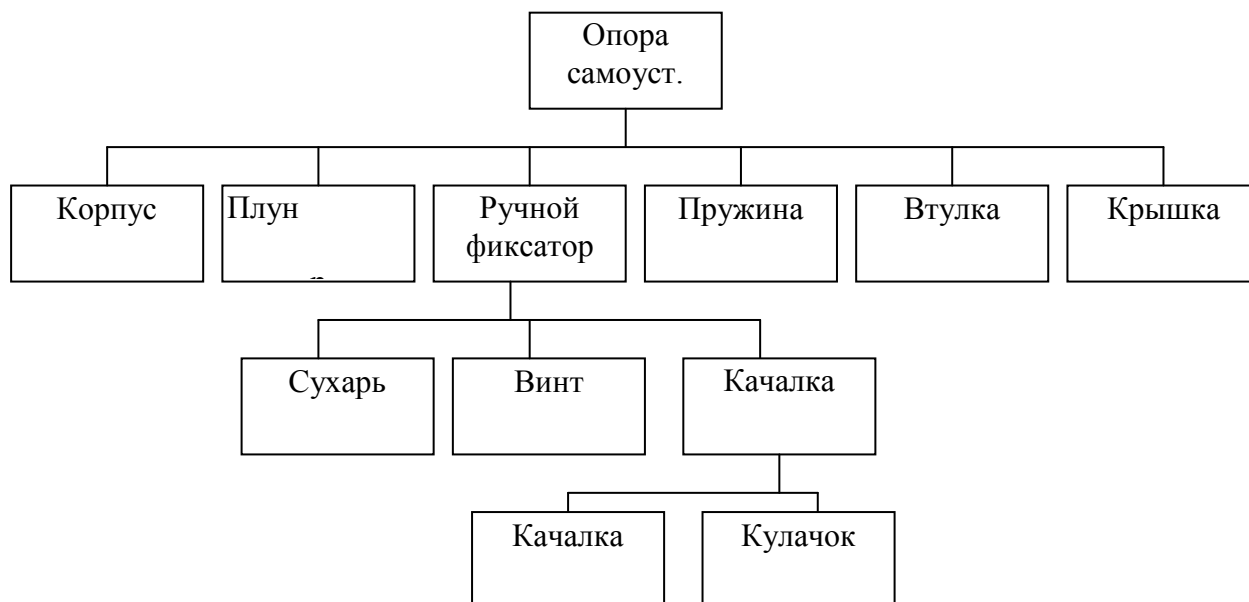 Опора
самоуст.
Корпус
Плун
Ручной
фиксатор
Пружина
Втулка
Крышка
Сухарь
Винт
Качалка
Качалка
Кулачок